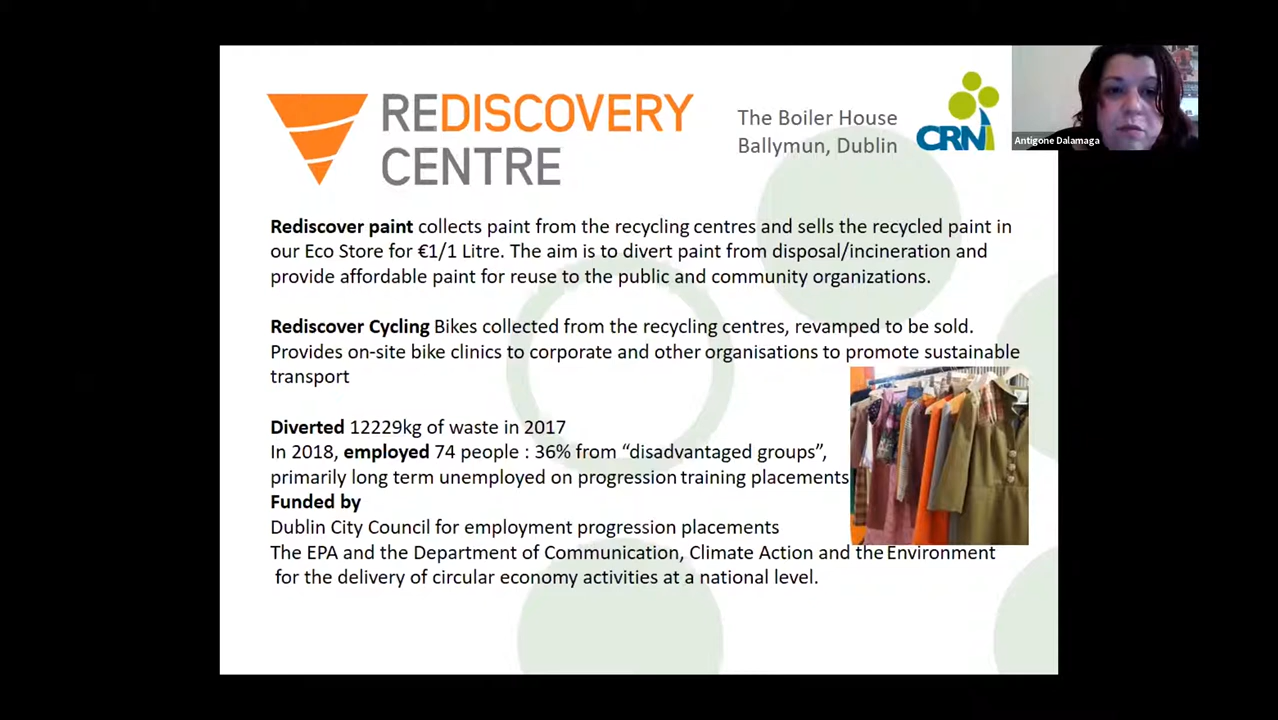 REDISCOVERY
CENTRE
The Boiler House
Ballymun, Dublin
CRNi
Antigone Dalamaga
Rediscover paint collects paint from the recycling centres and sells the recycled paint in
our Eco Store for €1/1 Litre. The aim is to divert paint from disposal/incineration and
provide affordable paint for reuse to the public and community organizations.
Rediscover Cycling Bikes collected from the recycling centres, revamped to be sold.
Provides on-site bike clinics to corporate and other organisations to promote sustainable
transport
Diverted 12229kg of waste in 2017
In 2018, employed 74 people : 36% from “disadvantaged groups”,
primarily long term unemployed on progression training placements
Funded by
Dublin City Council for employment progression placements
The EPA and the Department of Communication, Climate Action and the Environment
for the delivery of circular economy activities at a national level.